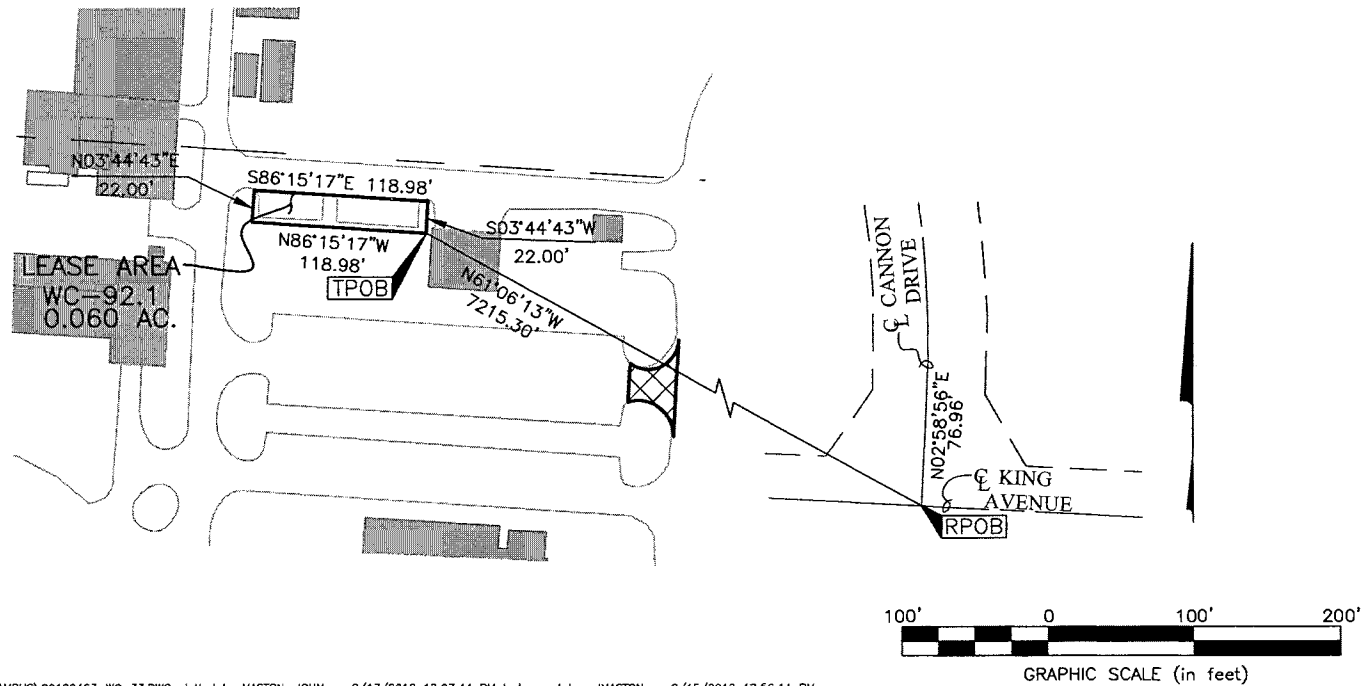 N03°44'43"E
22.00'
S86°15'17"E 118.98'
N86°15'17"W
118.98'
S03°44'43"W
22.00'
LEASE AREA
WC-92.1
0.060 AC.
TPOB
N61°06'13"W
7215.30'
℄ CANNON
DRIVE
N02°58'56"E
76.96'
℄ KING
AVENUE
RPOB
100' 0 100' 200'
GRAPHIC SCALE (in feet)